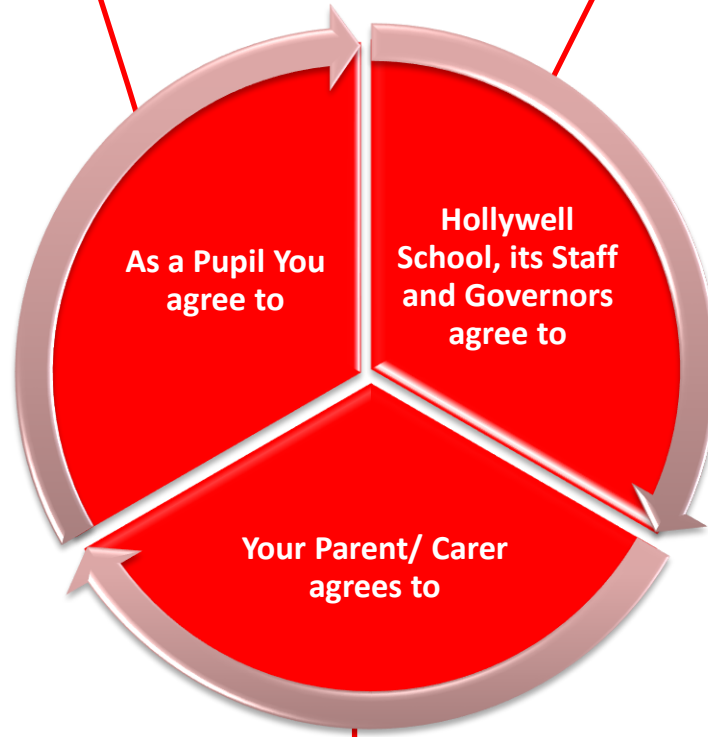 As a Pupil You
agree to
Hollywell
School, its Staff
and Governors
agree to
Your Parent/ Carer
agrees to